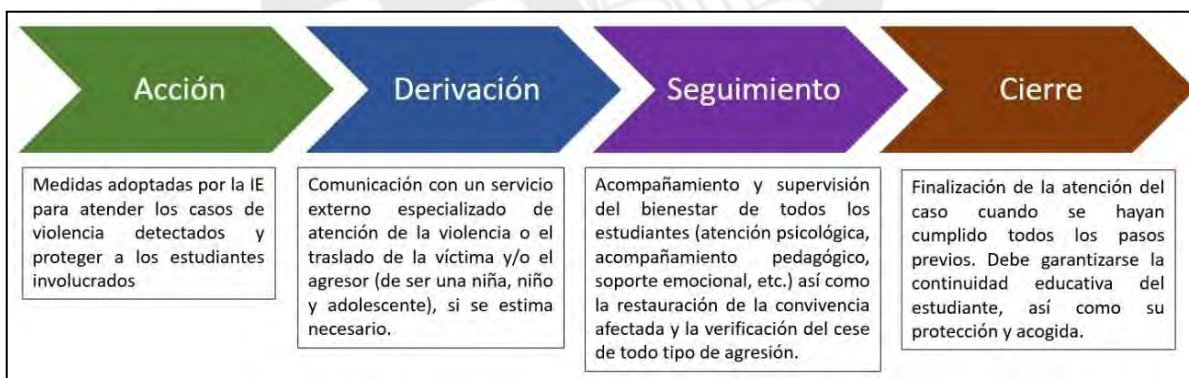 Acción
Derivación
Seguimiento
Cierre
Medidas adoptadas por la IE
para atender los casos de
violencia detectados y
proteger a los estudiantes
involucrados
Comunicación con un servicio
externo especializado de
atención de la violencia o el
traslado de la víctima y/o el
agresor (de ser una niña, niño
y adolescente), si se estima
necesario.
Acompañamiento y supervisión
del bienestar de todos los
estudiantes (atención psicológica,
acompañamiento pedagógico,
soporte emocional, etc.) así como
la restauración de la convivencia
afectada y la verificación del cese
de todo tipo de agresión.
Finalización de la atención del
caso cuando se hayan
cumplido todos los pasos
previos. Debe garantizarse la
continuidad educativa del
estudiante, así como su
protección y acogida.